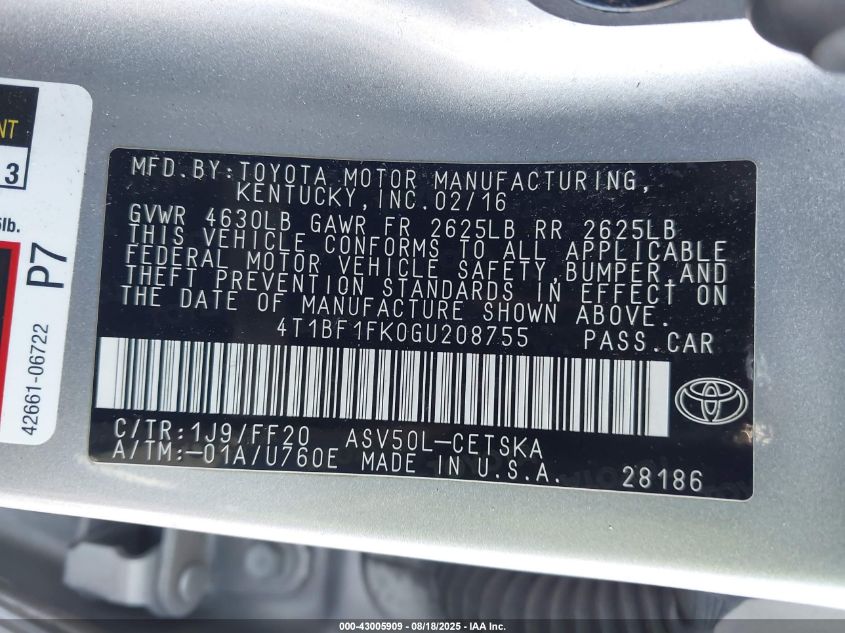 NT
3
lb.
P7
42661-06722
MFD.BY:TOYOTA MOTOR MANUFACTURING,
KENTUCKY,INC.02/16
GVWR 4630LB GAWR FR 2625LB RR 2625LB
THIS VEHICLE CONFORMS TO ALL APPLICABLE
FEDERAL MOTOR VEHICLE SAFETY,BUMPER,AND
THEFT PREVENTION STANDARDS IN EFFECT ON
THE DATE OF MANUFACTURE SHOWN ABOVE.
4T1BF1FK0GU208755 PASS.CAR
C/TR:1J9/FF20 ASV50L-CETSKA
A/TM:-01A/U760E MADE IN U.S.A. 28186
000-43005909 - 08/18/2025 - IAA Inc.